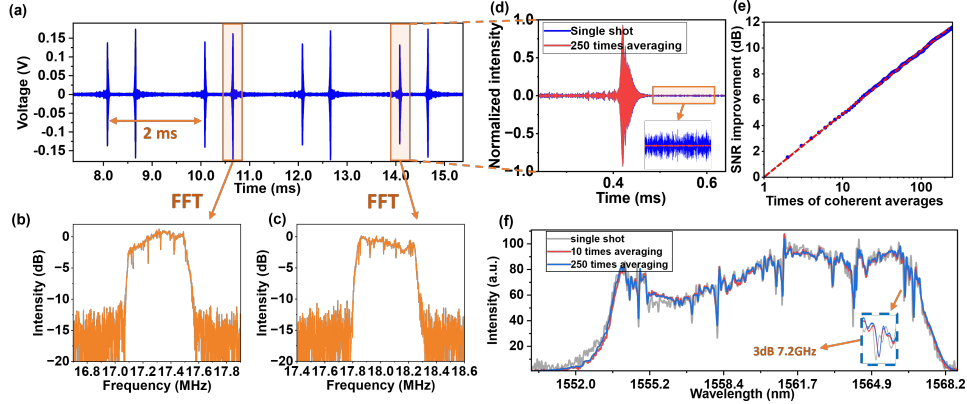 (a)
Voltage (V)
0.15
0.10
0.05
0.00
0.05
0.10
0.15
2 ms
8.0
9.0
10.0
11.0
12.0
13.0
14.0
15.0
Time (ms)
FFT
FFT
(b)
Intensity (dB)
0
−5
−10
−15
−20
16.8
17.0
17.2
17.4
17.6
17.8
Frequency (MHz)
(c)
Intensity (dB)
0
−5
−10
−15
−20
17.6
17.8
18.0
18.2
18.4
18.6
Frequency (MHz)
(d)
Normalized intensity
1.0
0.5
0.0
−0.5
−1.0
Single shot
250 times averaging
0.4
0.6
Time (ms)
(e)
SNR improvement (dB)
12
10
8
6
4
2
0
1
10
100
Times of coherent averages
(f)
Intensity (a.u.)
100
80
60
40
20
single shot
10 times averaging
250 times averaging
3dB 7.2GHz
1552.0
1555.2
1558.4
1561.7
1564.9
1568.2
Wavelength (nm)